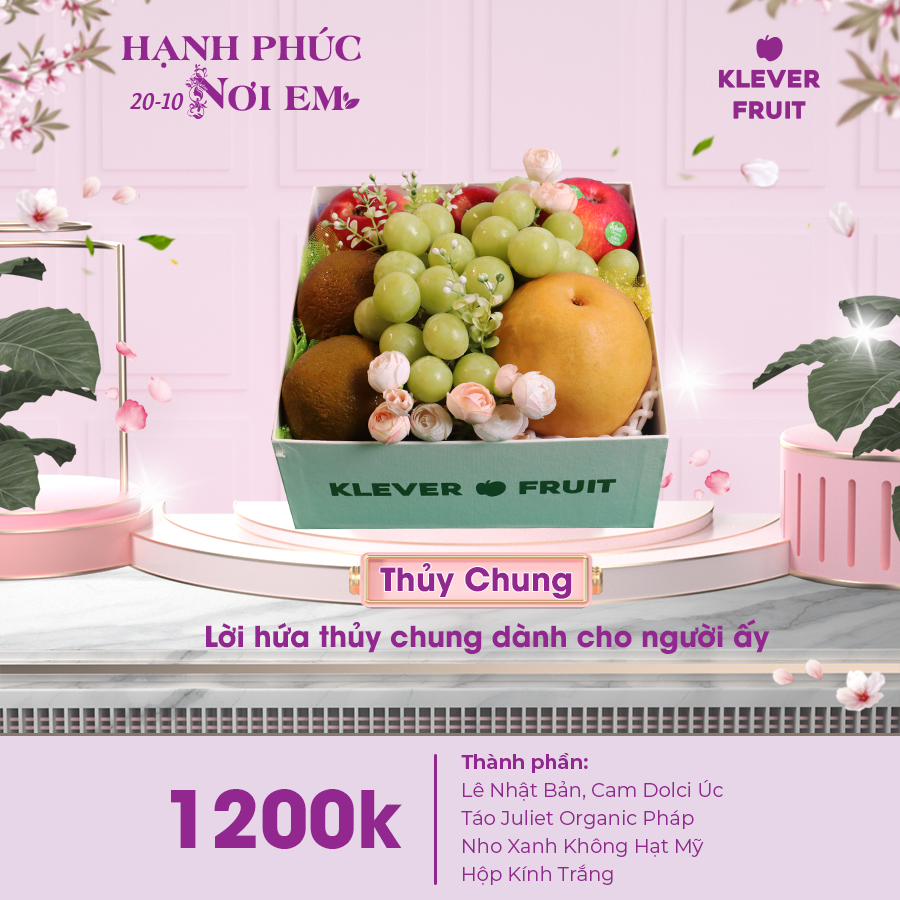 HẠNH PHÚC
20-10 NƠI EM
KLEVER
FRUIT
KLEVER FRUIT
Thủy Chung
Lời hứa thủy chung dành cho người ấy
1200k
Thành phần:
Lê Nhật Bản, Cam Dolci Úc
Táo Juliet Organic Pháp
Nho Xanh Không Hạt Mỹ
Hộp Kính Trắng